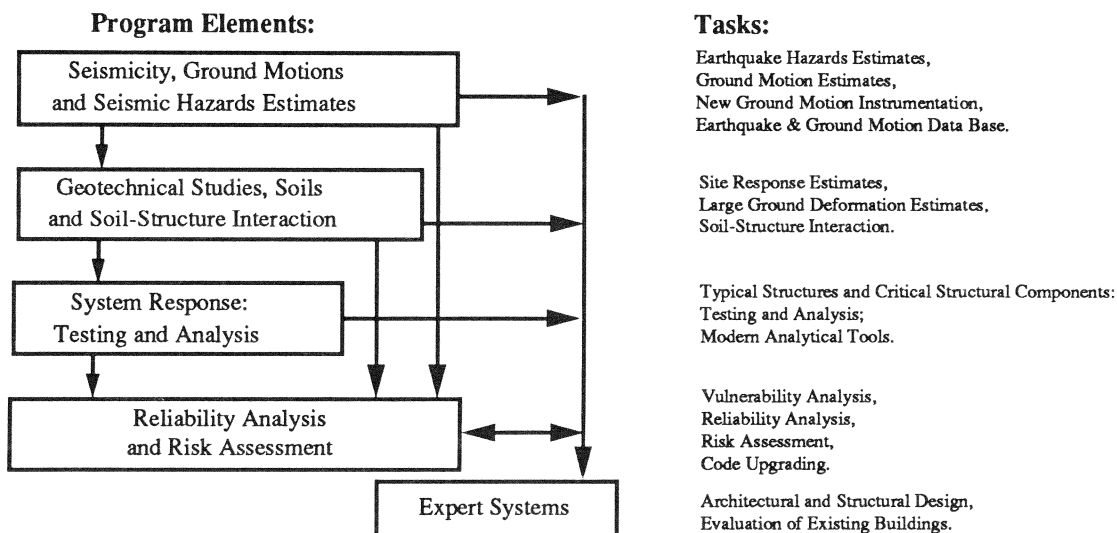 Program Elements:
Seismicity, Ground Motions
and Seismic Hazards Estimates
Geotechnical Studies, Soils
and Soil-Structure Interaction
System Response:
Testing and Analysis
Reliability Analysis
and Risk Assessment
Expert Systems
Tasks:
Earthquake Hazards Estimates,
Ground Motion Estimates,
New Ground Motion Instrumentation,
Earthquake & Ground Motion Data Base.
Site Response Estimates,
Large Ground Deformation Estimates,
Soil-Structure Interaction.
Typical Structures and Critical Structural Components:
Testing and Analysis;
Modern Analytical Tools.
Vulnerability Analysis,
Reliability Analysis,
Risk Assessment,
Code Upgrading.
Architectural and Structural Design,
Evaluation of Existing Buildings.